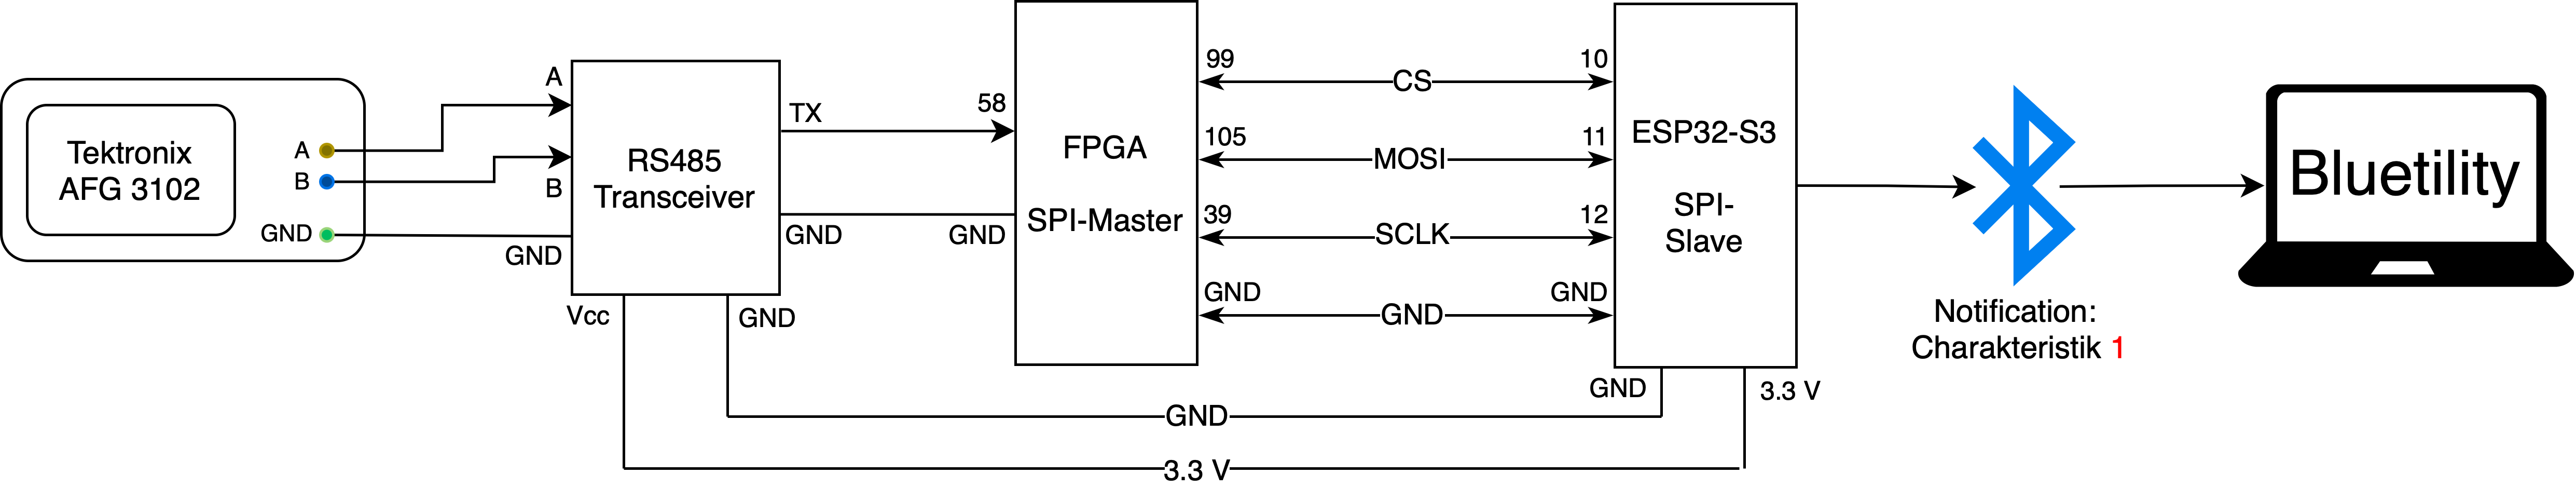 Tektronix
AFG 3102
A
B
GND
A
B
GND
RS485
Transceiver
Vcc
GND
TX
GND
58
GND
FPGA
SPI-Master
99
CS
10
105
MOSI
11
39
SCLK
12
GND
GND
GND
ESP32-S3
SPI-
Slave
GND
3.3 V
GND
3.3 V
Notification:
Charakteristik 1
Bluetility